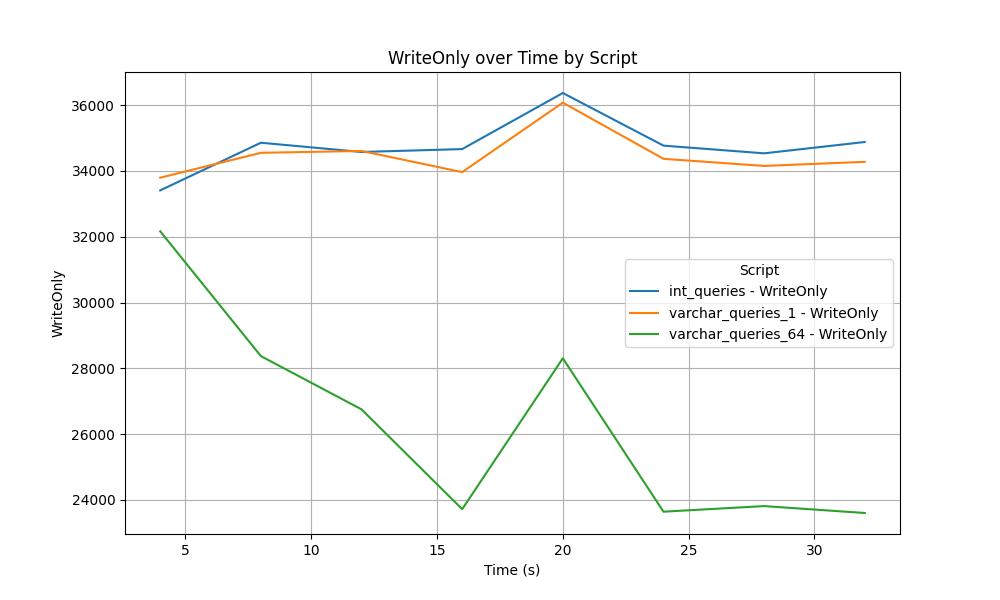 WriteOnly over Time by Script
36000
34000
32000
30000
28000
26000
24000
WriteOnly
Script
int_queries - WriteOnly
varchar_queries_1 - WriteOnly
varchar_queries_64 - WriteOnly
5 10 15 20 25 30
Time (s)